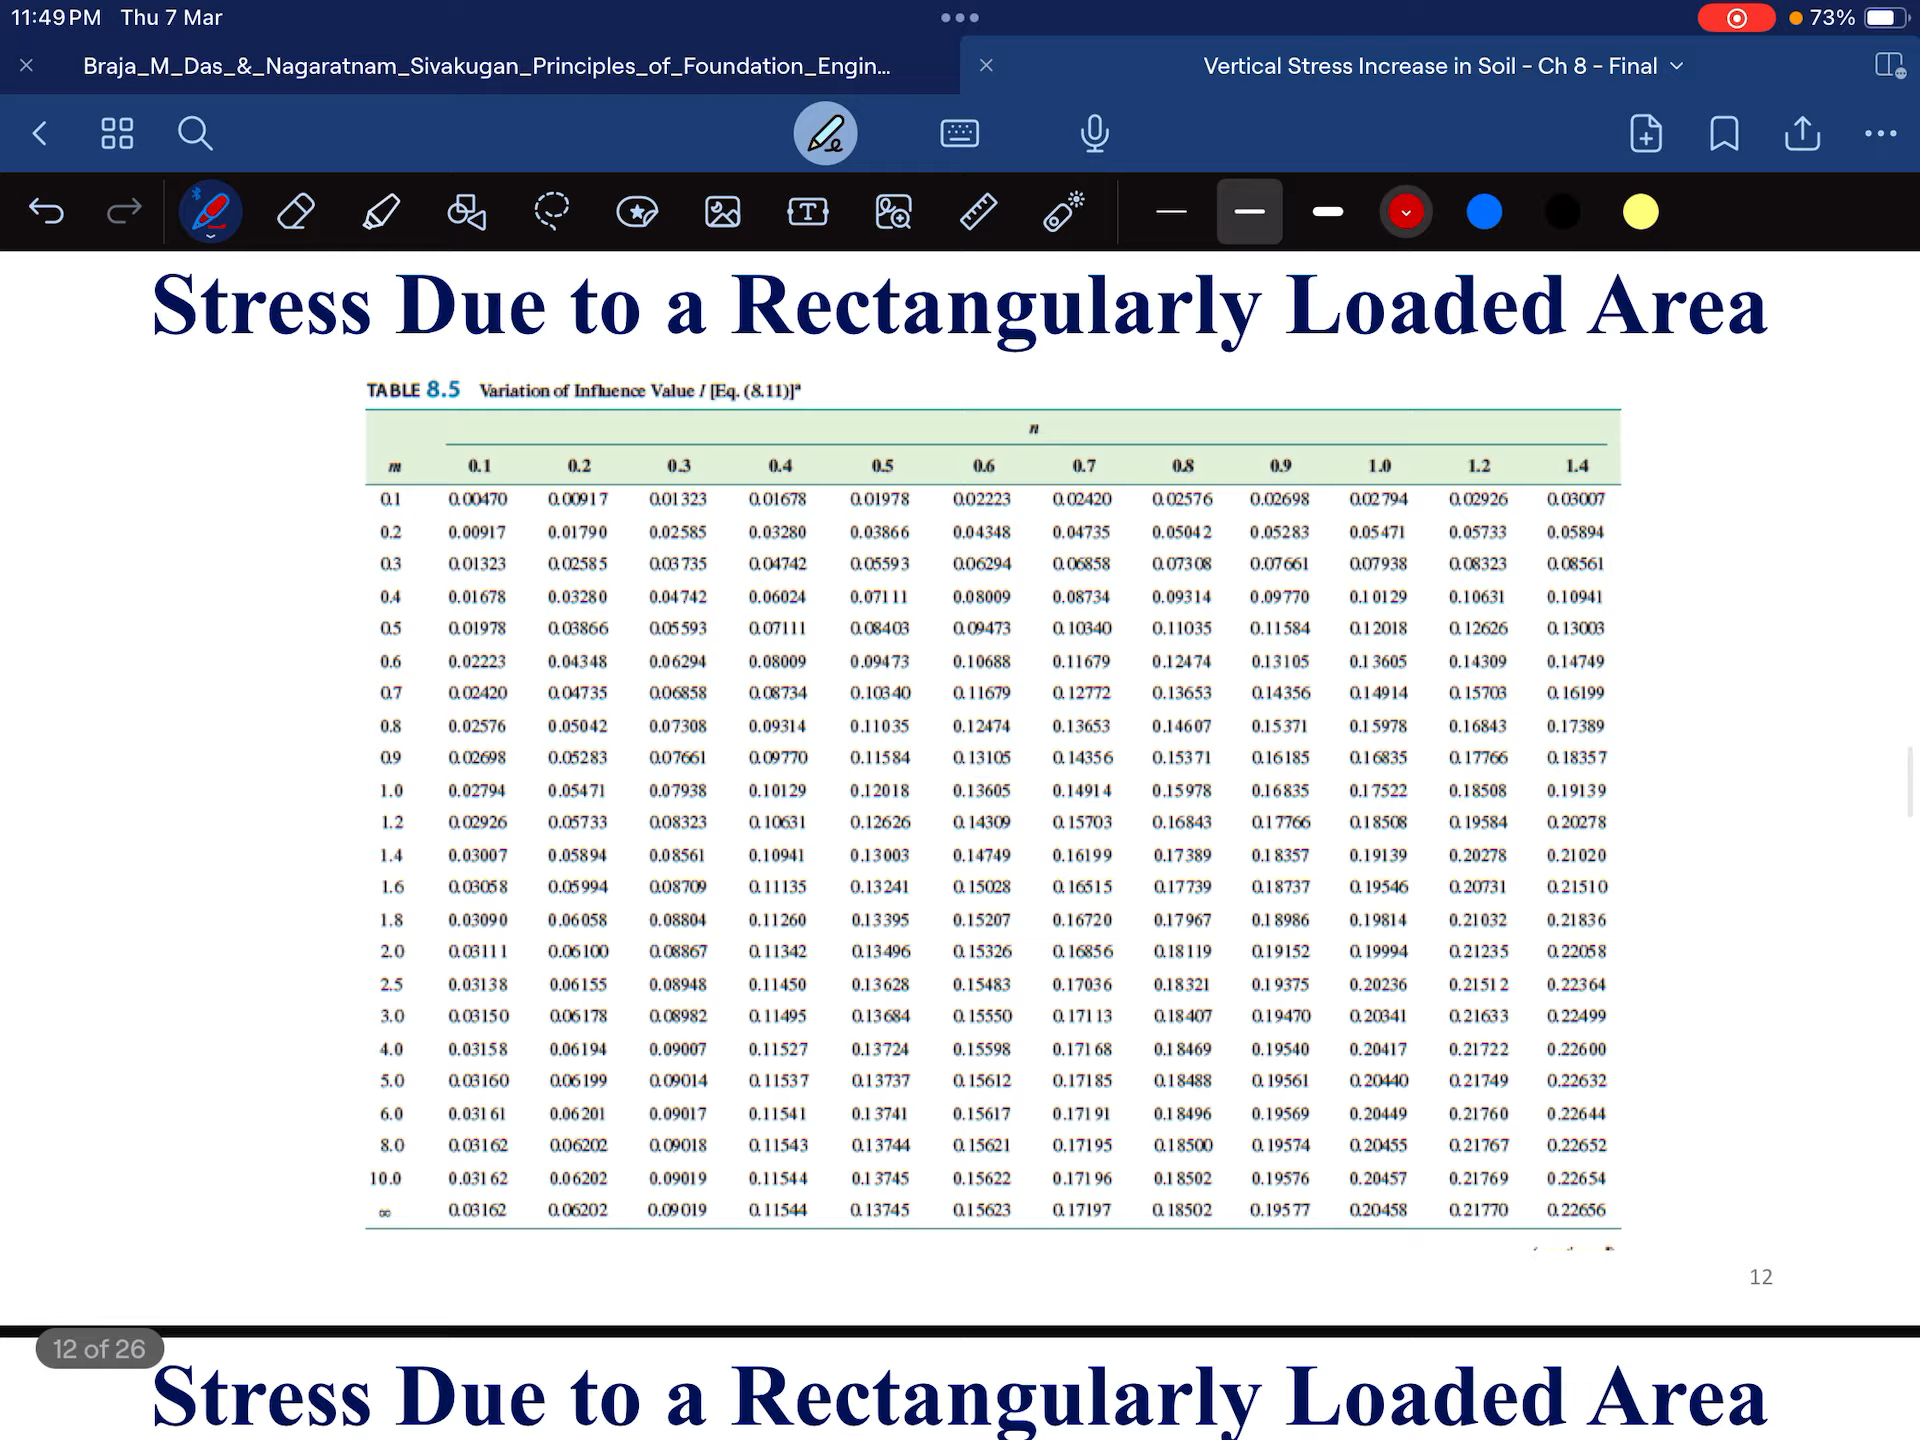 11:49 PM Thu 7 Mar
73%
Braja_M_Das_&_Nagaratnam_Sivakugan_Principles_of_Foundation_Engin...
Vertical Stress Increase in Soil - Ch 8 - Final
Stress Due to a Rectangularly Loaded Area
TABLE 8.5 Variation of Influence Value I [Eq. (8.11)]ª
n
m 0.1 0.2 0.3 0.4 0.5 0.6 0.7 0.8 0.9 1.0 1.2 1.4
0.1 0.00470 0.00917 0.01323 0.01678 0.01978 0.02223 0.02420 0.02576 0.02698 0.02794 0.02926 0.03007
0.2 0.00917 0.01790 0.02585 0.03280 0.03866 0.04348 0.04735 0.05042 0.05283 0.05471 0.05733 0.05894
0.3 0.01323 0.02585 0.03735 0.04742 0.05593 0.06294 0.06858 0.07308 0.07661 0.07938 0.08323 0.08561
0.4 0.01678 0.03280 0.04742 0.06024 0.07111 0.08009 0.08734 0.09314 0.09770 0.10129 0.10631 0.10941
0.5 0.01978 0.03866 0.05593 0.07111 0.08403 0.09473 0.10340 0.11035 0.11584 0.12018 0.12626 0.13003
0.6 0.02223 0.04348 0.06294 0.08009 0.09473 0.10688 0.11679 0.12474 0.13105 0.13605 0.14309 0.14749
0.7 0.02420 0.04735 0.06858 0.08734 0.10340 0.11679 0.12772 0.13653 0.14356 0.14914 0.15703 0.16199
0.8 0.02576 0.05042 0.07308 0.09314 0.11035 0.12474 0.13653 0.14607 0.15371 0.15978 0.16843 0.17389
0.9 0.02698 0.05283 0.07661 0.09770 0.11584 0.13105 0.14356 0.15371 0.16185 0.16835 0.17766 0.18357
1.0 0.02794 0.05471 0.07938 0.10129 0.12018 0.13605 0.14914 0.15978 0.16835 0.17522 0.18508 0.19139
1.2 0.02926 0.05733 0.08323 0.10631 0.12626 0.14309 0.15703 0.16843 0.17766 0.18508 0.19584 0.20278
1.4 0.03007 0.05894 0.08561 0.10941 0.13003 0.14749 0.16199 0.17389 0.18357 0.19139 0.20278 0.21020
1.6 0.03058 0.05994 0.08709 0.11135 0.13241 0.15028 0.16515 0.17739 0.18737 0.19546 0.20731 0.21510
1.8 0.03090 0.06058 0.08804 0.11260 0.13395 0.15207 0.16720 0.17967 0.18986 0.19814 0.21032 0.21836
2.0 0.03111 0.06100 0.08867 0.11342 0.13496 0.15326 0.16856 0.18119 0.19152 0.19994 0.21235 0.22058
2.5 0.03138 0.06155 0.08948 0.11450 0.13628 0.15483 0.17036 0.18321 0.19375 0.20236 0.21512 0.22364
3.0 0.03150 0.06178 0.08982 0.11495 0.13684 0.15550 0.17113 0.18407 0.19470 0.20341 0.21633 0.22499
4.0 0.03158 0.06194 0.09007 0.11527 0.13724 0.15598 0.17168 0.18469 0.19540 0.20417 0.21722 0.22600
5.0 0.03160 0.06199 0.09014 0.11537 0.13737 0.15612 0.17185 0.18488 0.19561 0.20440 0.21749 0.22632
6.0 0.03161 0.06201 0.09017 0.11541 0.13741 0.15617 0.17191 0.18496 0.19569 0.20449 0.21760 0.22644
8.0 0.03162 0.06202 0.09018 0.11543 0.13744 0.15621 0.17195 0.18500 0.19574 0.20455 0.21767 0.22652
10.0 0.03162 0.06202 0.09019 0.11544 0.13745 0.15622 0.17196 0.18502 0.19576 0.20457 0.21769 0.22654
∞ 0.03162 0.06202 0.09019 0.11544 0.13745 0.15623 0.17197 0.18502 0.19577 0.20458 0.21770 0.22656
12
12 of 26
Stress Due to a Rectangularly Loaded Area